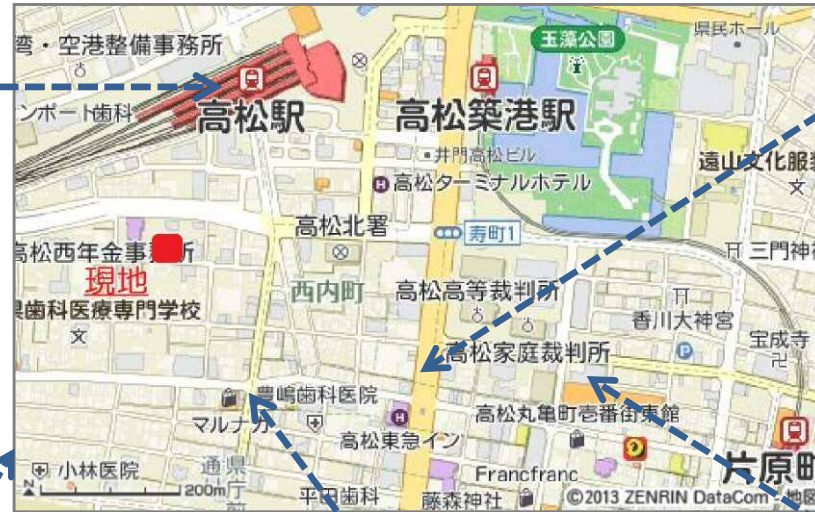 湾・空港整備事務所
玉藻公園
県民ホール
ンポート歯科
高松駅
高松築港駅
井門高松ビル
遠山文化服装
文
高松ターミナルホテル
H
高松北署
寿町1
三門神社
高松西年金事務所
現地
西内町
高松高等裁判所
県歯科医療専門学校
文
香川大神宮
P
宝成寺
高松家庭裁判所
豊嶋歯科医院
マルナカ
H
高松丸亀町壱番街東館
高松東急イン
片原町
小林医院
通
県庁前
Francfranc
N
200m
平田歯科
藤森神社
©2013 ZENRIN DataCom
地図